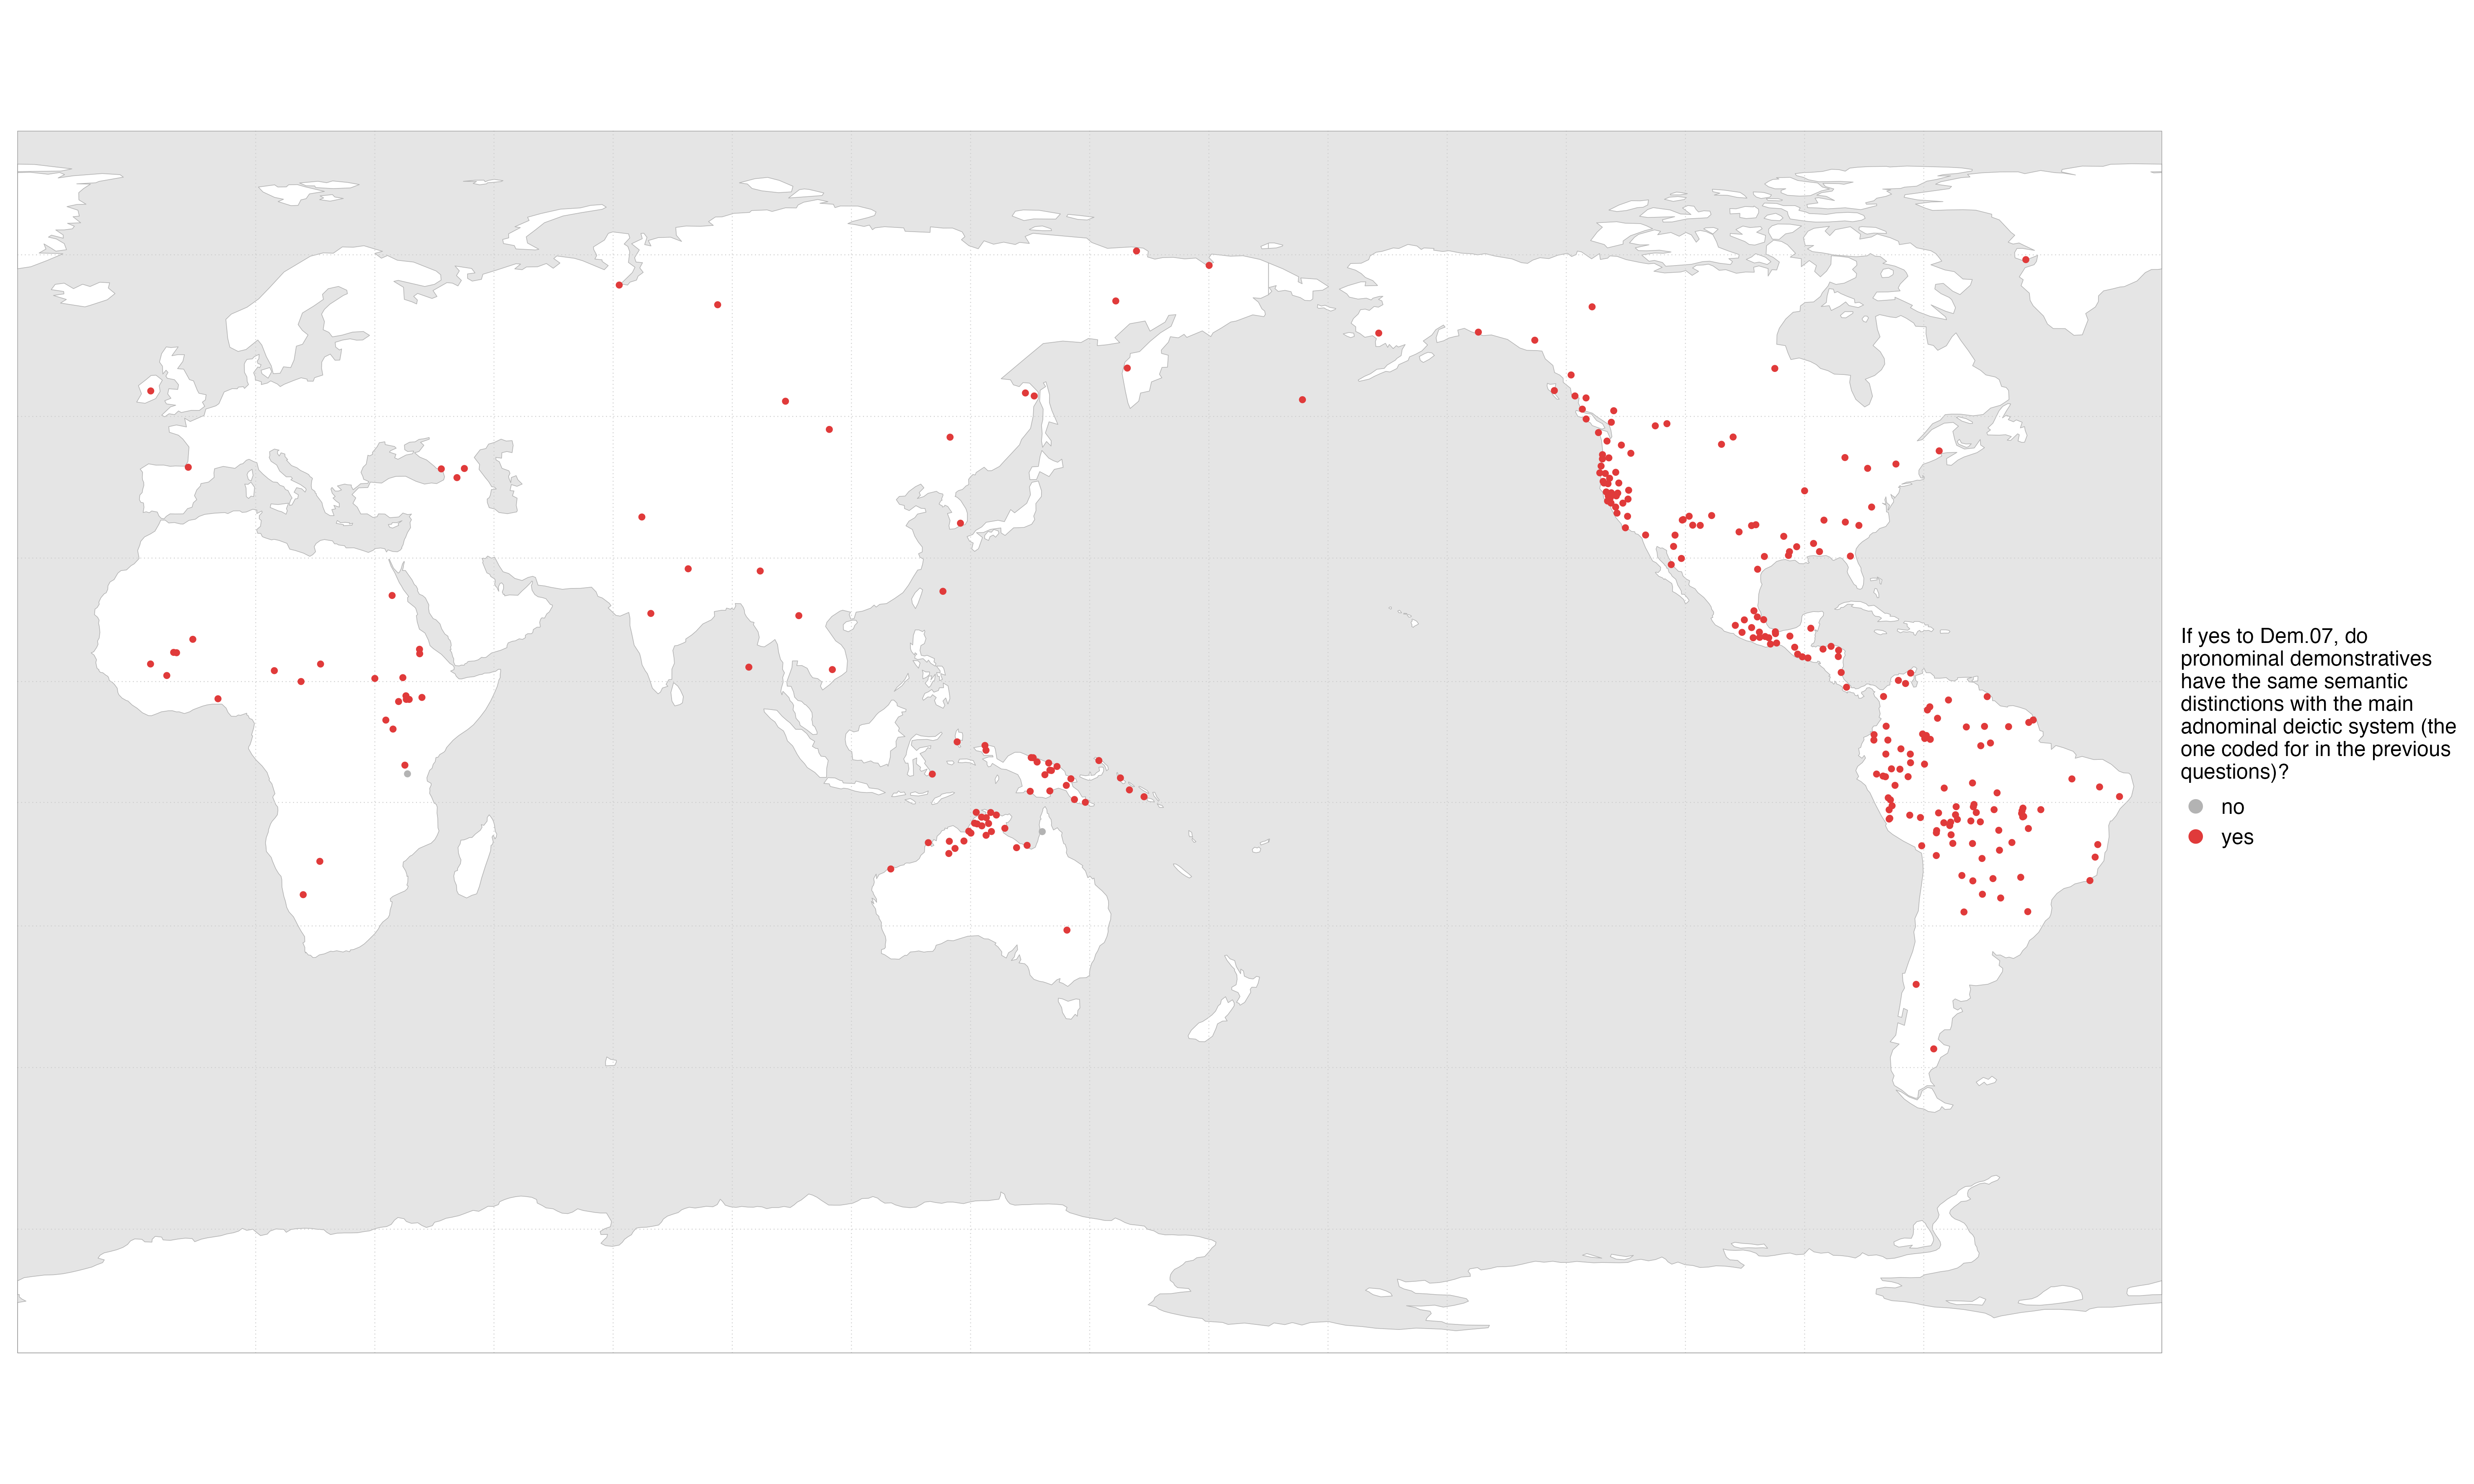 If yes to Dem.07, do
pronominal demonstratives
have the same semantic
distinctions with the main
adnominal deictic system (the
one coded for in the previous
questions)?
no
yes